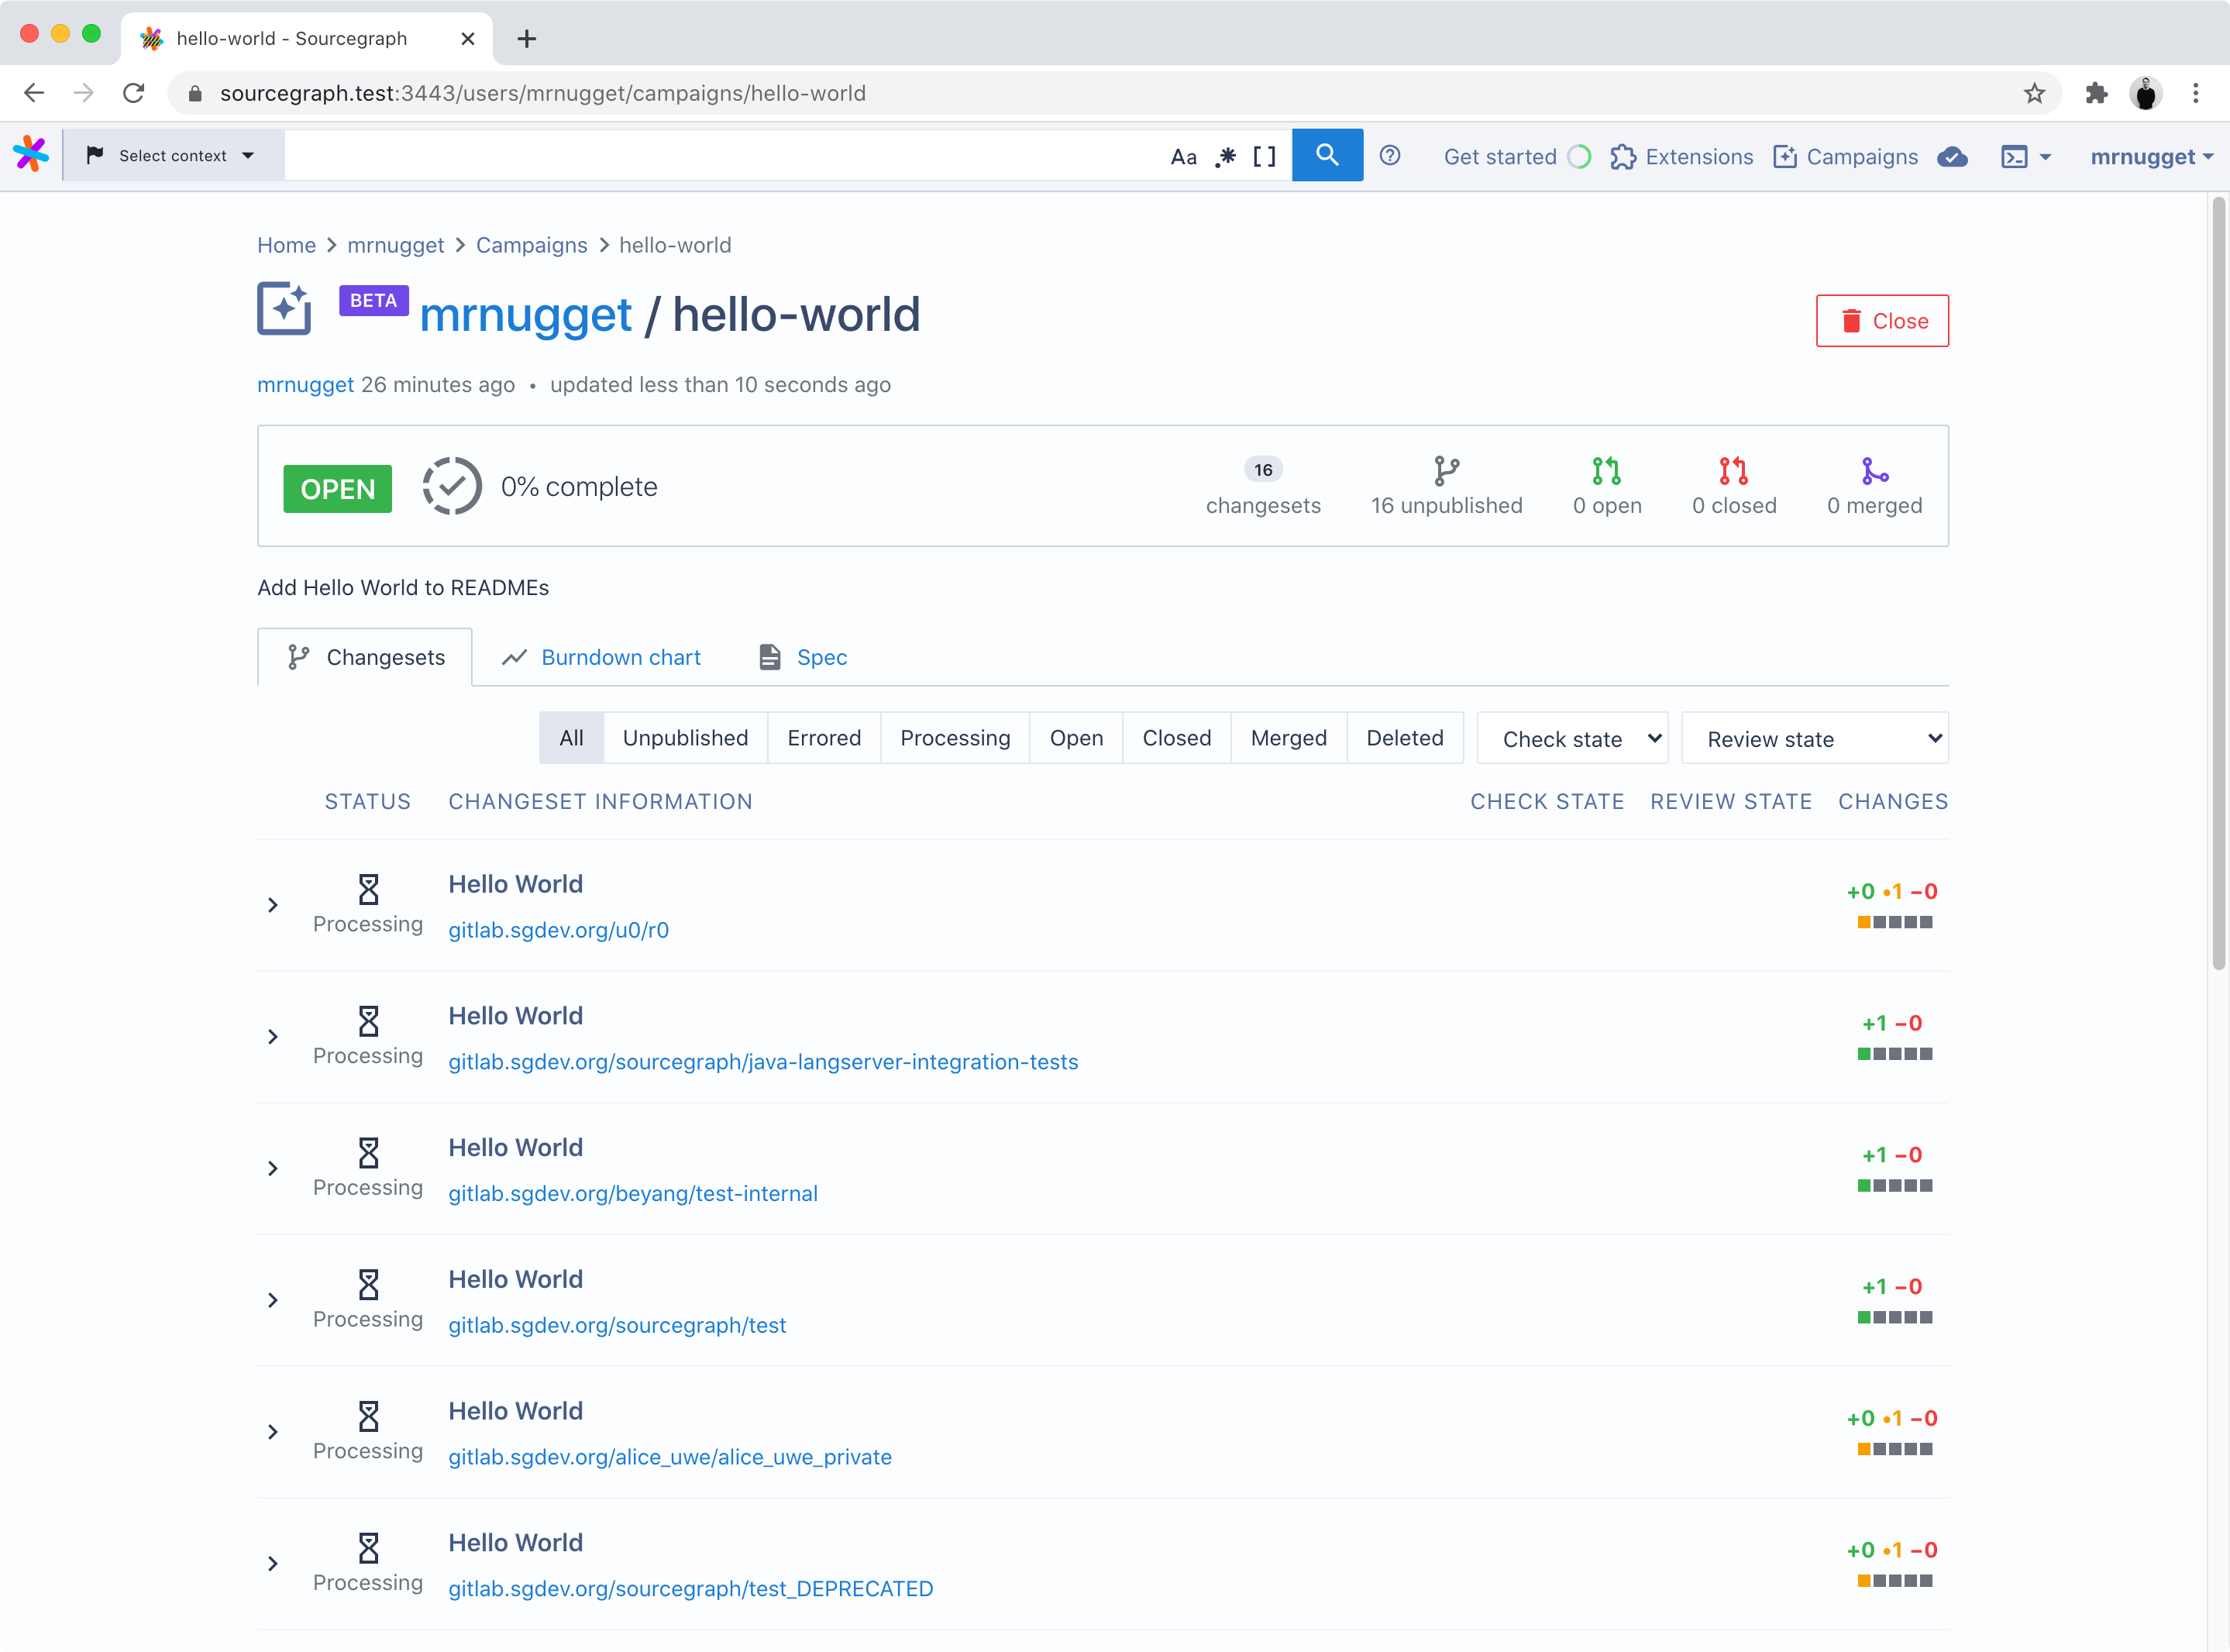 hello-world - Sourcegraph
sourcegraph.test:3443/users/mrnugget/campaigns/hello-world
Select context Aa .* [ ] Get started Extensions Campaigns mrnugget
Home > mrnugget > Campaigns > hello-world
BETA mrnugget / hello-world
Close
mrnugget 26 minutes ago • updated less than 10 seconds ago
OPEN 0% complete
16 changesets 16 unpublished 0 open 0 closed 0 merged
Add Hello World to READMEs
Changesets Burndown chart Spec
All Unpublished Errored Processing Open Closed Merged Deleted Check state Review state
STATUS CHANGESET INFORMATION CHECK STATE REVIEW STATE CHANGES
Hello World
Processing gitlab.sgdev.org/u0/r0 +0 •1 −0
Hello World
Processing gitlab.sgdev.org/sourcegraph/java-langserver-integration-tests +1 −0
Hello World
Processing gitlab.sgdev.org/beyang/test-internal +1 −0
Hello World
Processing gitlab.sgdev.org/sourcegraph/test +1 −0
Hello World
Processing gitlab.sgdev.org/alice_uwe/alice_uwe_private +0 •1 −0
Hello World
Processing gitlab.sgdev.org/sourcegraph/test_DEPRECATED +0 •1 −0